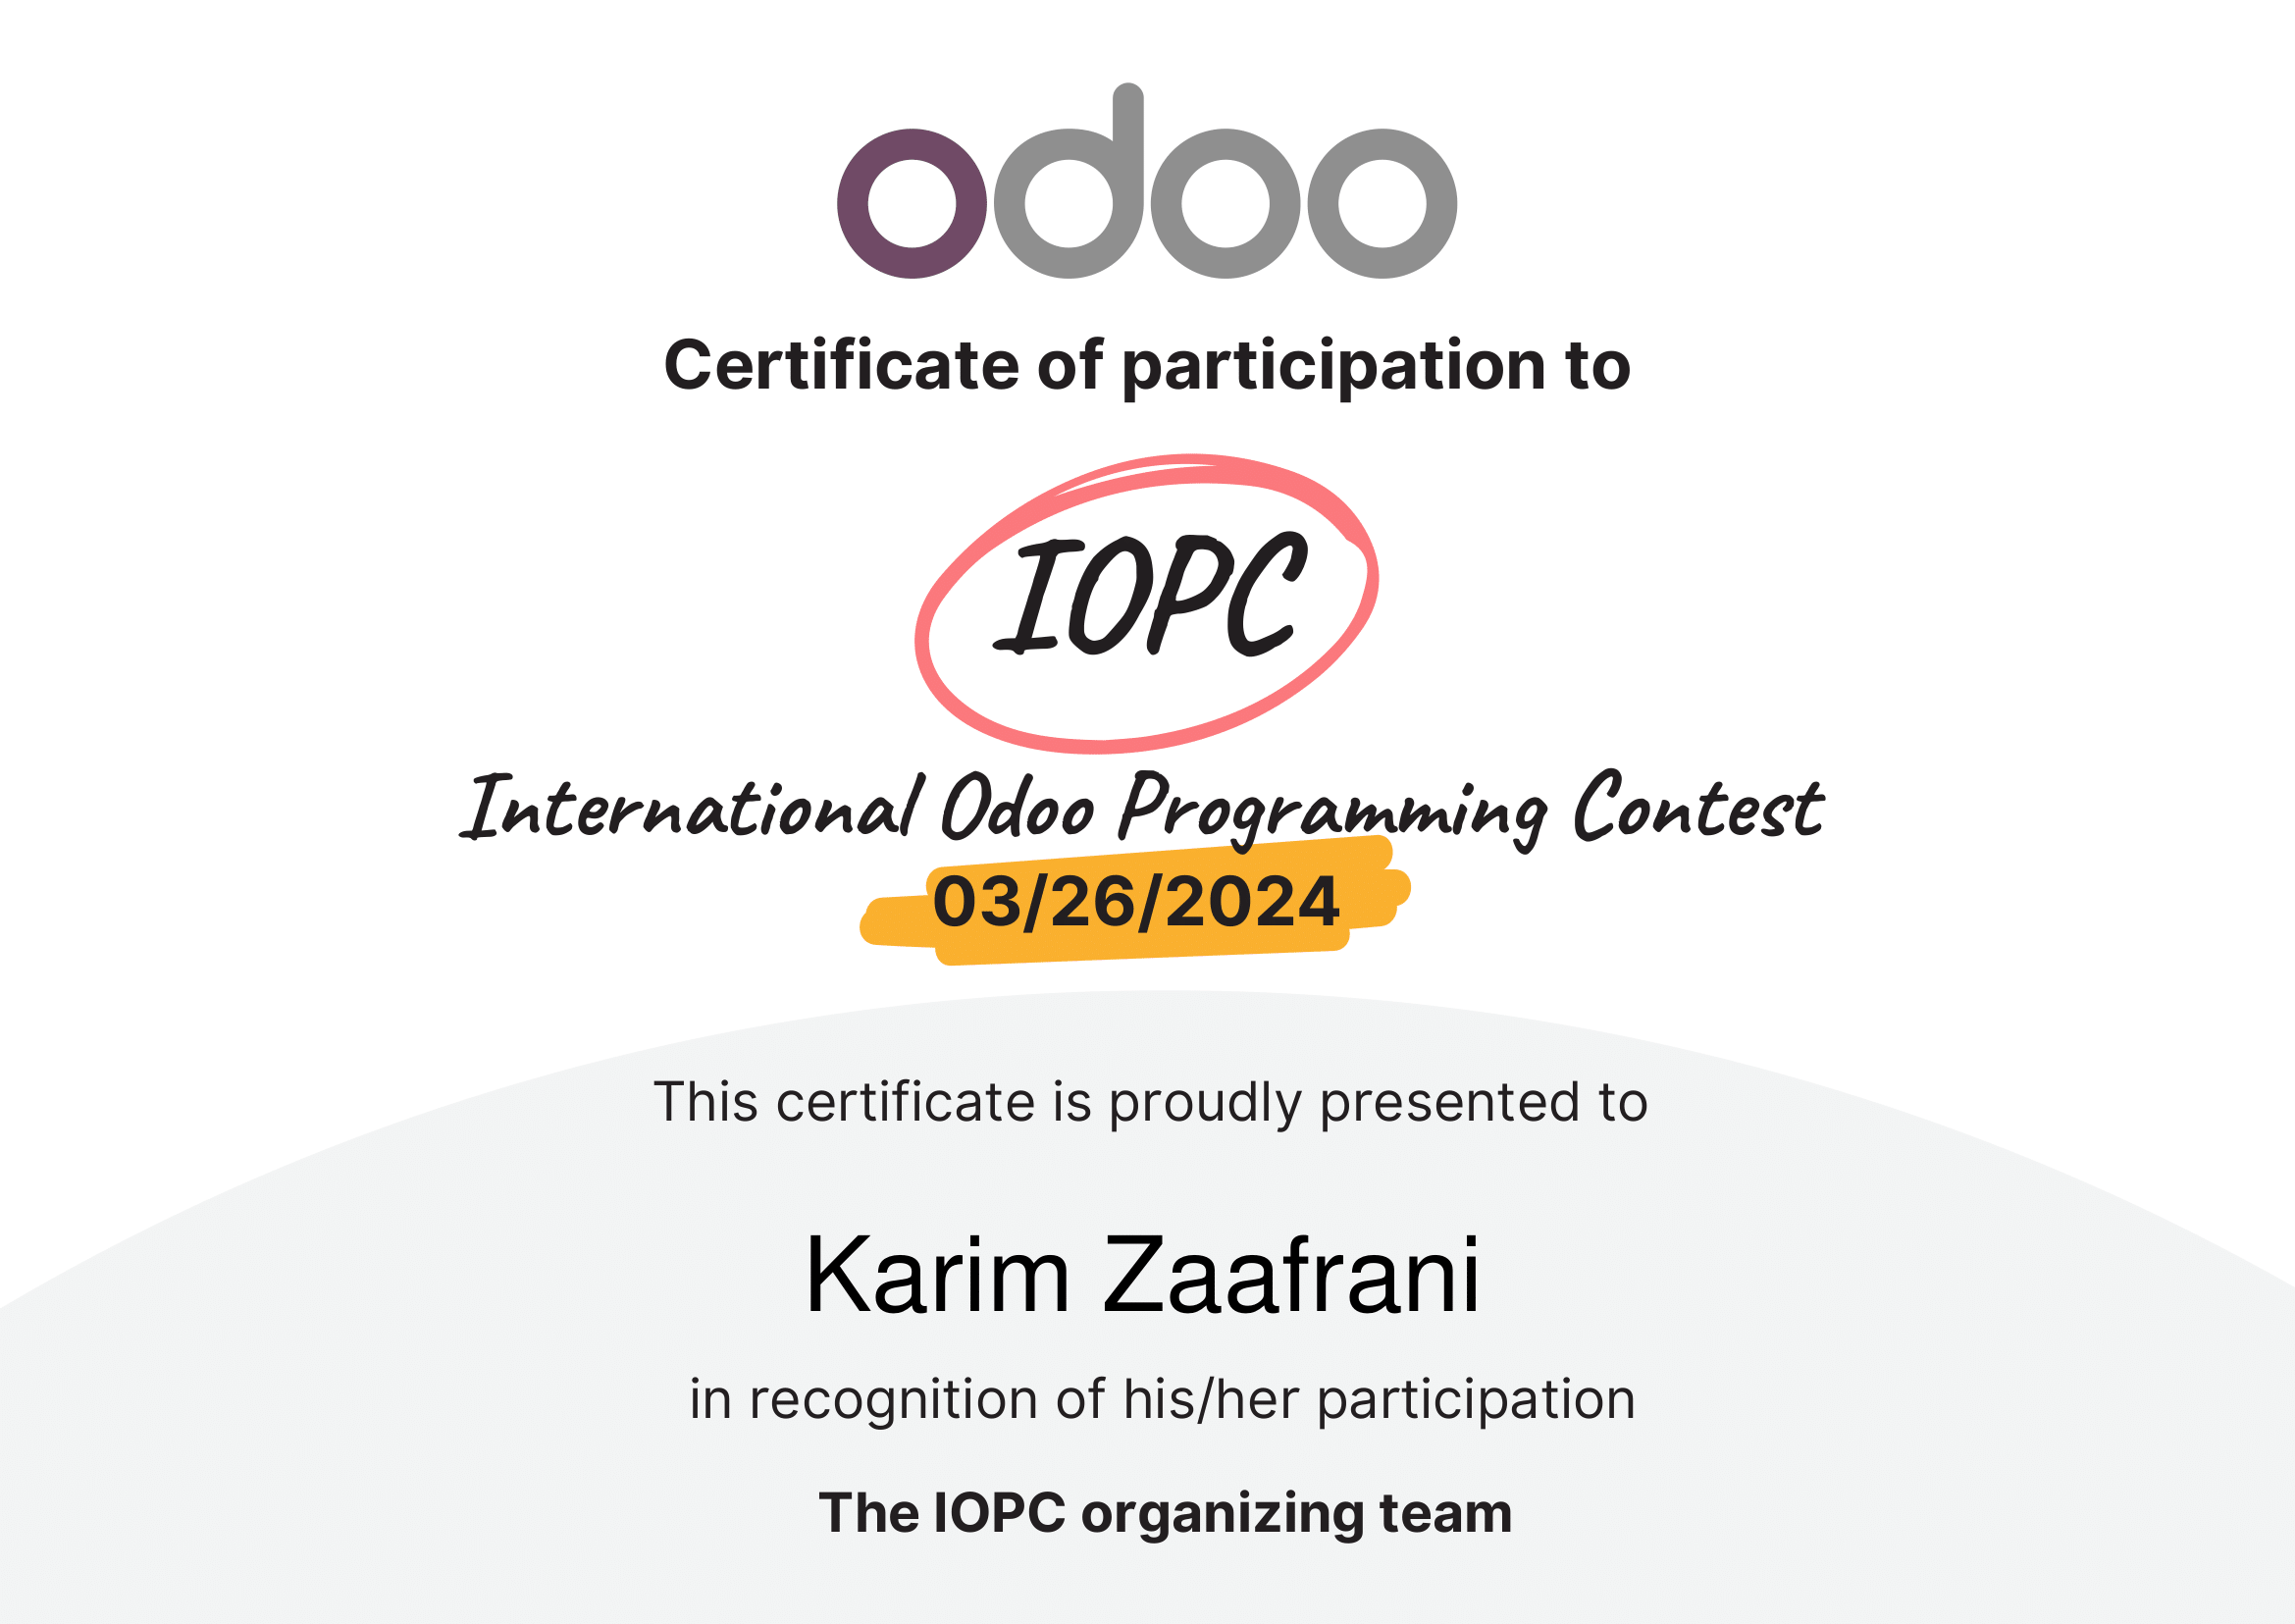 odoo
Certificate of participation to
IOPC
International Odoo Programming Contest
03/26/2024
This certificate is proudly presented to
Karim Zaafrani
in recognition of his/her participation
The IOPC organizing team